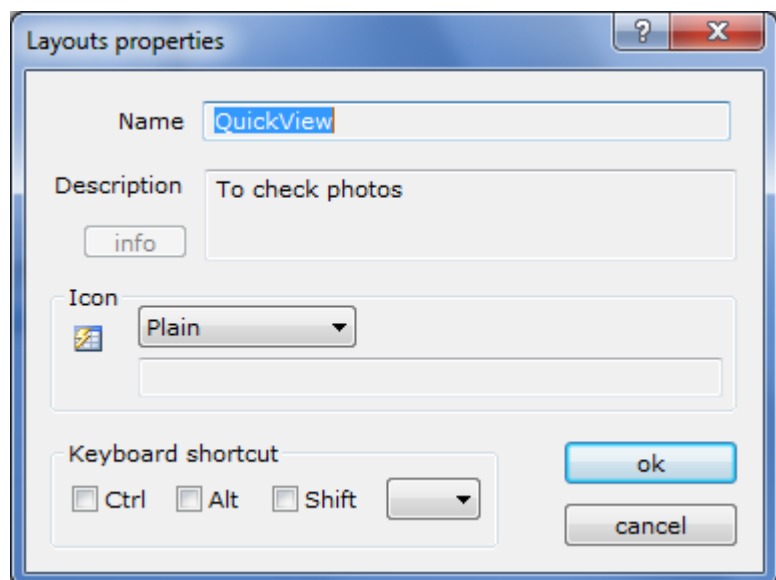 Layouts properties
?
Name QuickView
Description To check photos
info
Icon
Plain
Keyboard shortcut
Ctrl Alt Shift
ok
cancel